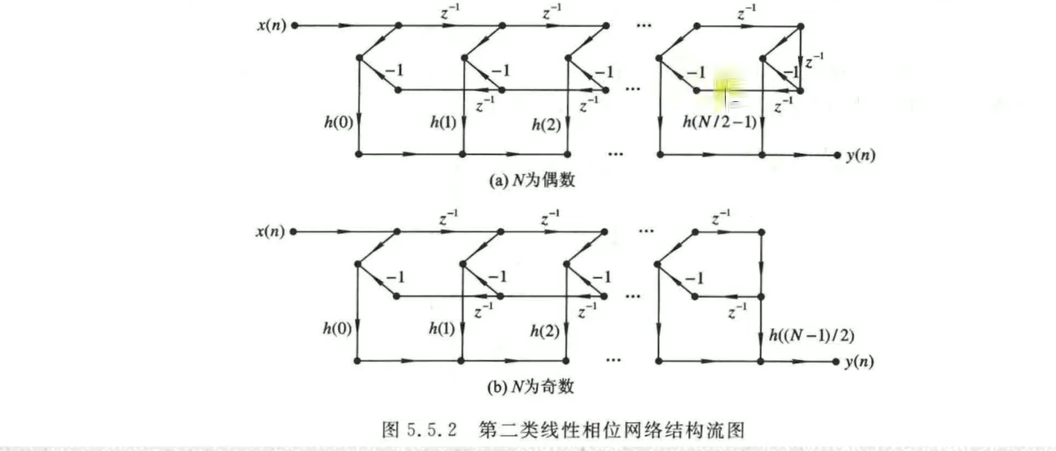 z⁻¹ z⁻¹ ··· z⁻¹
x(n)
−1 −1 −1 −1 −1 z⁻¹
z⁻¹ z⁻¹ ··· z⁻¹
h(0) h(1) h(2) h(N/2−1)
··· y(n)
(a) N为偶数
z⁻¹ z⁻¹ ··· z⁻¹
x(n)
−1 −1 −1 −1
z⁻¹ z⁻¹ ··· z⁻¹
h(0) h(1) h(2) h((N−1)/2)
··· y(n)
(b) N为奇数
图 5.5.2 第二类线性相位网络结构流图